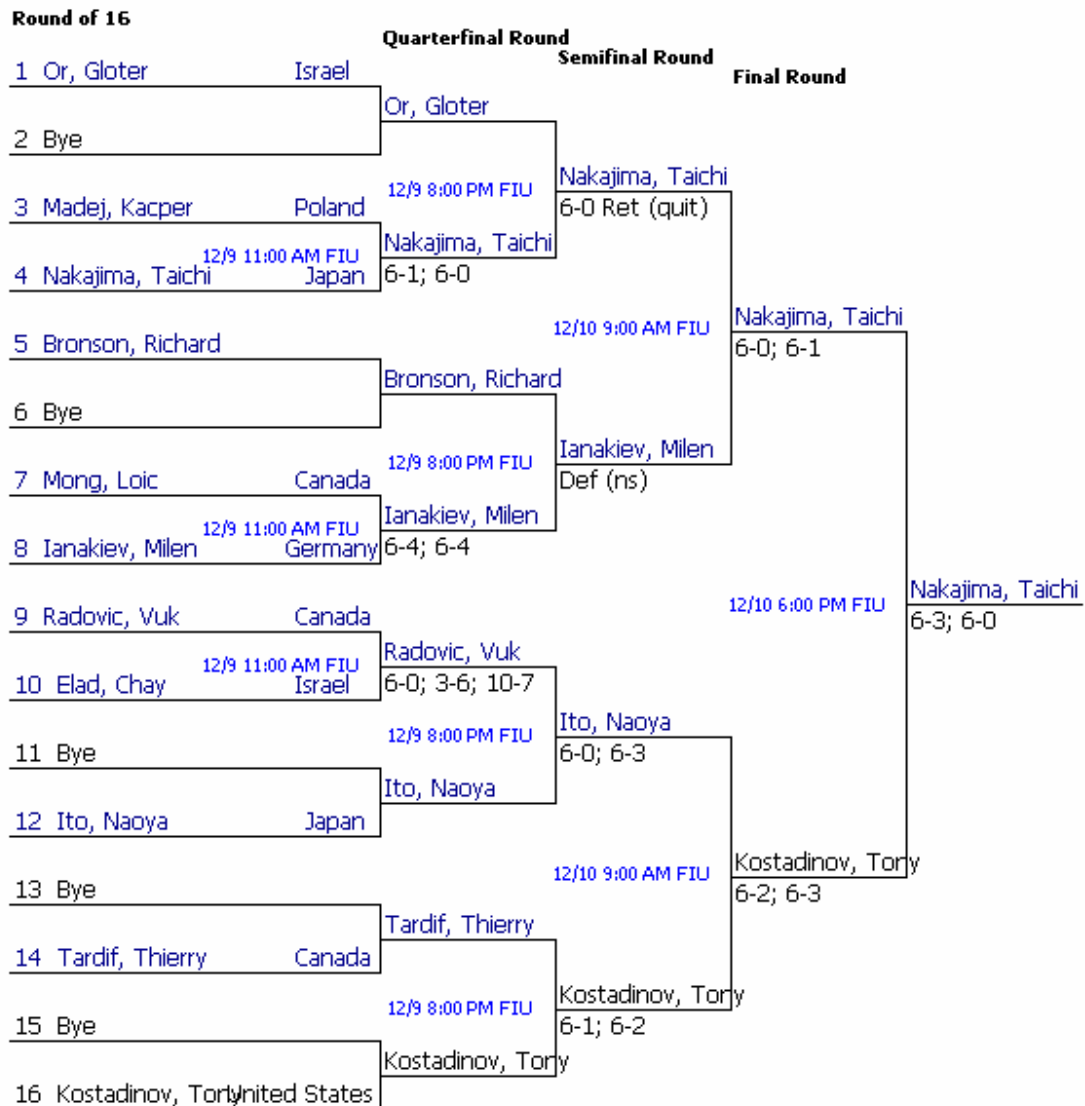 Round of 16
Quarterfinal Round
Semifinal Round
Final Round
1 Or, Gloter Israel
Or, Gloter
2 Bye
12/9 8:00 PM FIU
Nakajima, Taichi
6-0 Ret (quit)
3 Madej, Kacper Poland
12/9 11:00 AM FIU
Nakajima, Taichi
6-1; 6-0
4 Nakajima, Taichi Japan
12/10 9:00 AM FIU
Nakajima, Taichi
6-0; 6-1
5 Bronson, Richard
Bronson, Richard
6 Bye
12/9 8:00 PM FIU
Ianakiev, Milen
Def (ns)
7 Mong, Loic Canada
12/9 11:00 AM FIU
Ianakiev, Milen
6-4; 6-4
8 Ianakiev, Milen Germany
12/10 6:00 PM FIU
Nakajima, Taichi
6-3; 6-0
9 Radovic, Vuk Canada
12/9 11:00 AM FIU
Radovic, Vuk
6-0; 3-6; 10-7
10 Elad, Chay Israel
12/9 8:00 PM FIU
Ito, Naoya
6-0; 6-3
11 Bye
Ito, Naoya
12 Ito, Naoya Japan
12/10 9:00 AM FIU
Kostadinov, Tony
6-2; 6-3
13 Bye
Tardif, Thierry
14 Tardif, Thierry Canada
12/9 8:00 PM FIU
Kostadinov, Tony
6-1; 6-2
15 Bye
Kostadinov, Tony
16 Kostadinov, Tony United States